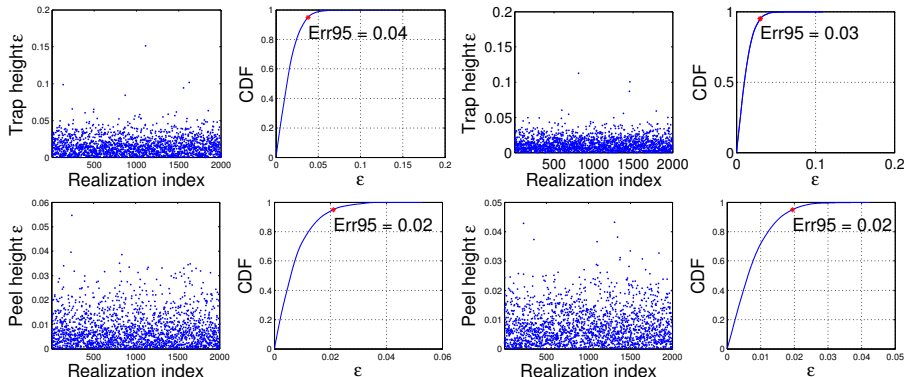 0.2
0.15
0.1
0.05
0
Trap height ε
500 1000 1500 2000
Realization index
1
0.8
0.6
0.4
0.2
0
CDF
Err95 = 0.04
0 0.05 0.1 0.15 0.2
ε
0.2
0.15
0.1
0.05
0
Trap height ε
500 1000 1500 2000
Realization index
1
0.5
0
CDF
Err95 = 0.03
0 0.1 0.2
ε
0.06
0.05
0.04
0.03
0.02
0.01
0
Peel height ε
500 1000 1500 2000
Realization index
1
0.8
0.6
0.4
0.2
0
CDF
Err95 = 0.02
0 0.02 0.04 0.06
ε
0.05
0.04
0.03
0.02
0.01
0
Peel height ε
500 1000 1500 2000
Realization index
1
0.8
0.6
0.4
0.2
0
CDF
Err95 = 0.02
0 0.01 0.02 0.03 0.04 0.05
ε